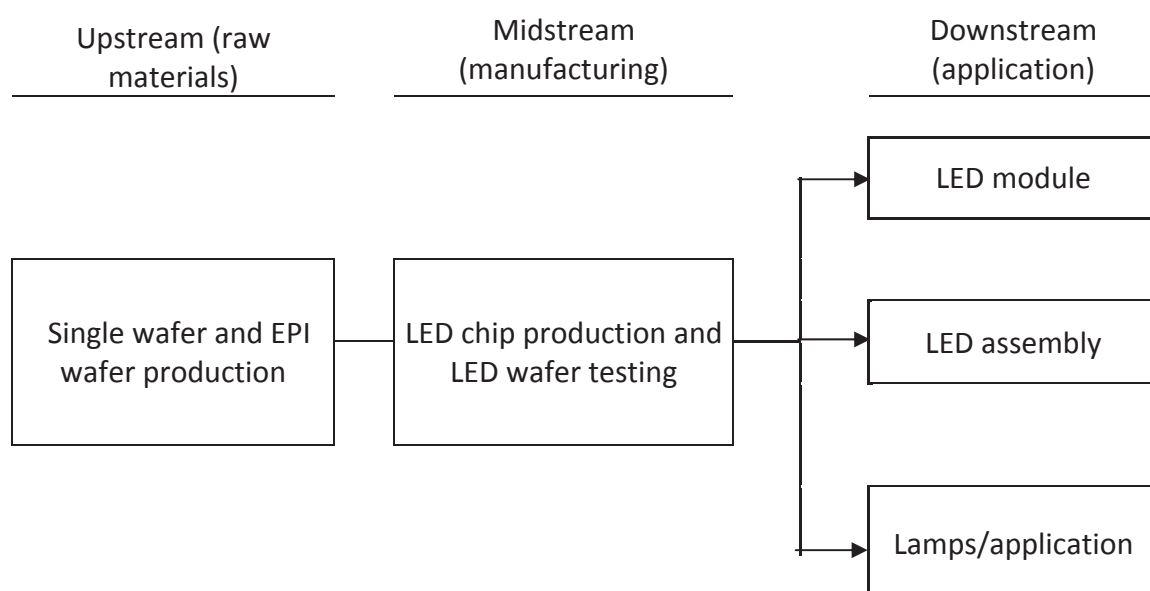 Upstream (raw
materials)
Midstream
(manufacturing)
Downstream
(application)
Single wafer and EPI
wafer production
LED chip production and
LED wafer testing
LED module
LED assembly
Lamps/application